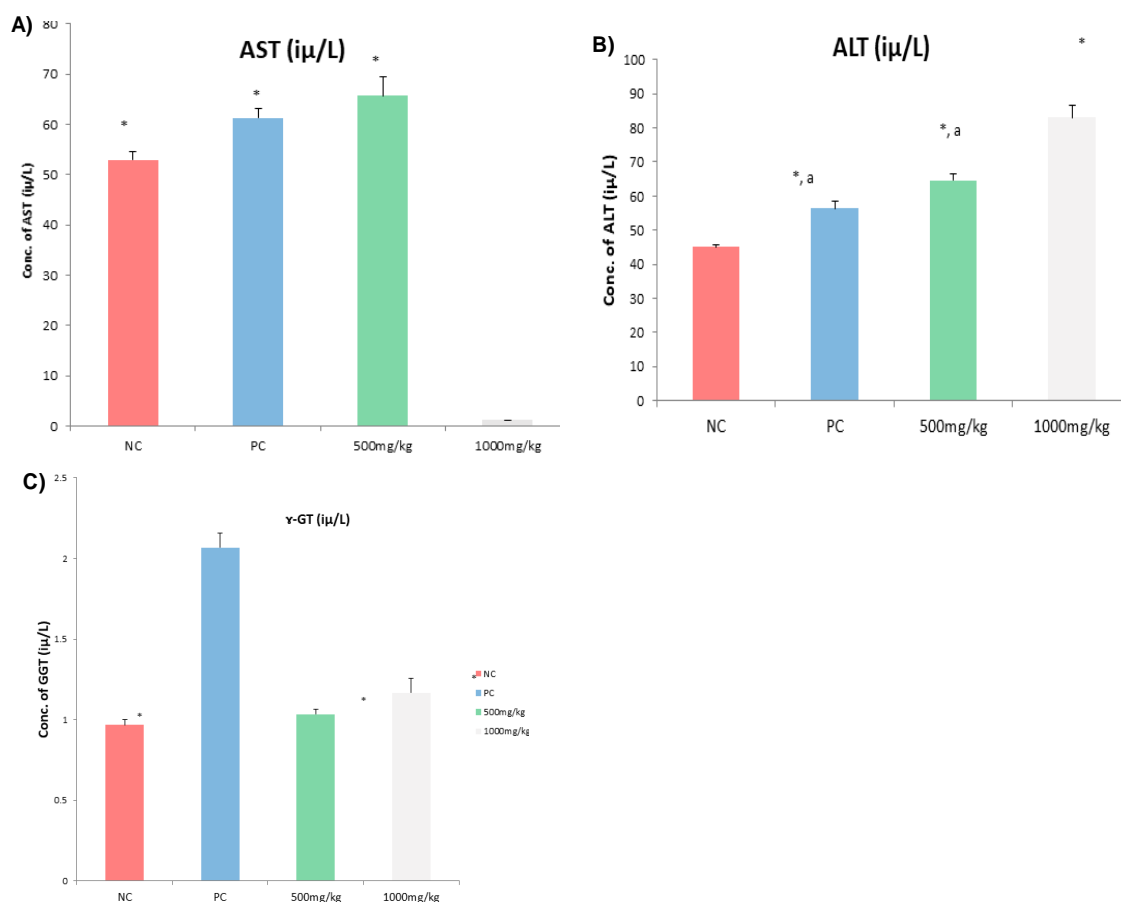 A)
AST (iµ/L)
80
70
60
50
40
30
20
10
0
Conc. of AST (iµ/L)
*
*
*
NC
PC
500mg/kg
1000mg/kg
B)
ALT (iµ/L)
100
90
80
70
60
50
40
30
20
10
0
Conc. of ALT (iµ/L)
*, a
*, a
*
NC
PC
500mg/kg
1000mg/kg
C)
ɤ-GT (iµ/L)
2.5
2
1.5
1
0.5
0
Conc. of GGT (iµ/L)
*
*
*
NC
PC
500mg/kg
1000mg/kg
NC
PC
500mg/kg
1000mg/kg